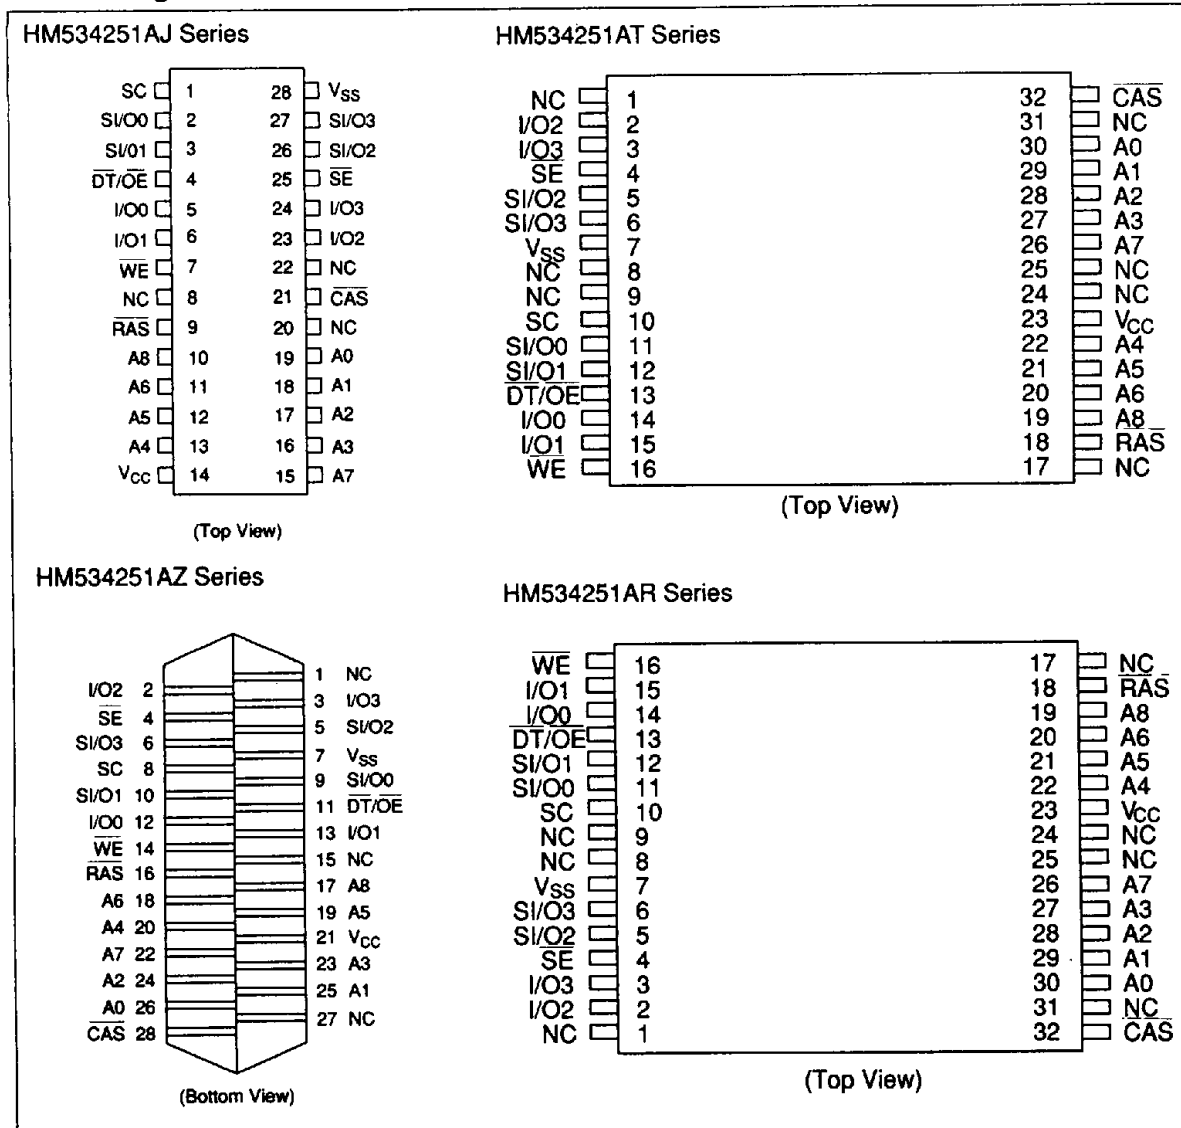 HM534251AJ Series
SC 1 28 VSS
SI/O0 2 27 SI/O3
SI/01 3 26 SI/O2
DT/OE 4 25 SE
I/O0 5 24 I/O3
I/O1 6 23 I/O2
WE 7 22 NC
NC 8 21 CAS
RAS 9 20 NC
A8 10 19 A0
A6 11 18 A1
A5 12 17 A2
A4 13 16 A3
VCC 14 15 A7
(Top View)
HM534251AT Series
NC 1 32 CAS
I/O2 2 31 NC
I/O3 3 30 A0
SE 4 29 A1
SI/O2 5 28 A2
SI/O3 6 27 A3
VSS 7 26 A7
NC 8 25 NC
NC 9 24 NC
SC 10 23 VCC
SI/O0 11 22 A4
SI/O1 12 21 A5
DT/OE 13 20 A6
I/O0 14 19 A8
I/O1 15 18 RAS
WE 16 17 NC
(Top View)
HM534251AZ Series
1 NC
I/O2 2
3 I/O3
SE 4
5 SI/O2
SI/O3 6
7 VSS
SC 8
9 SI/O0
SI/O1 10
11 DT/OE
I/O0 12
13 I/O1
WE 14
15 NC
RAS 16
17 A8
A6 18
19 A5
A4 20
21 VCC
A7 22
23 A3
A2 24
25 A1
A0 26
27 NC
CAS 28
(Bottom View)
HM534251AR Series
WE 16 17 NC
I/O1 15 18 RAS
I/O0 14 19 A8
DT/OE 13 20 A6
SI/O1 12 21 A5
SI/O0 11 22 A4
SC 10 23 VCC
NC 9 24 NC
NC 8 25 NC
VSS 7 26 A7
SI/O3 6 27 A3
SI/O2 5 28 A2
SE 4 29 A1
I/O3 3 30 A0
I/O2 2 31 NC
NC 1 32 CAS
(Top View)